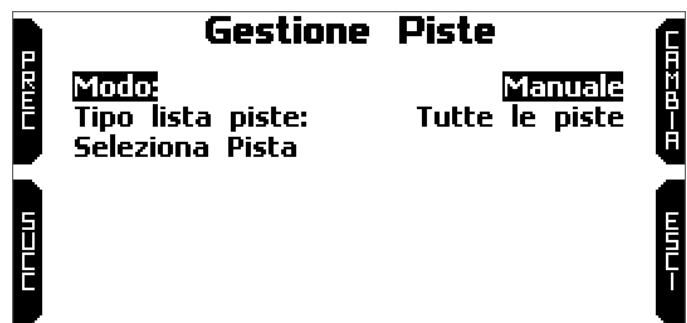 Gestione Piste
PREC
CAMBIA
Modo: Manuale
Tipo lista piste: Tutte le piste
Seleziona Pista
SUCC
ESCI